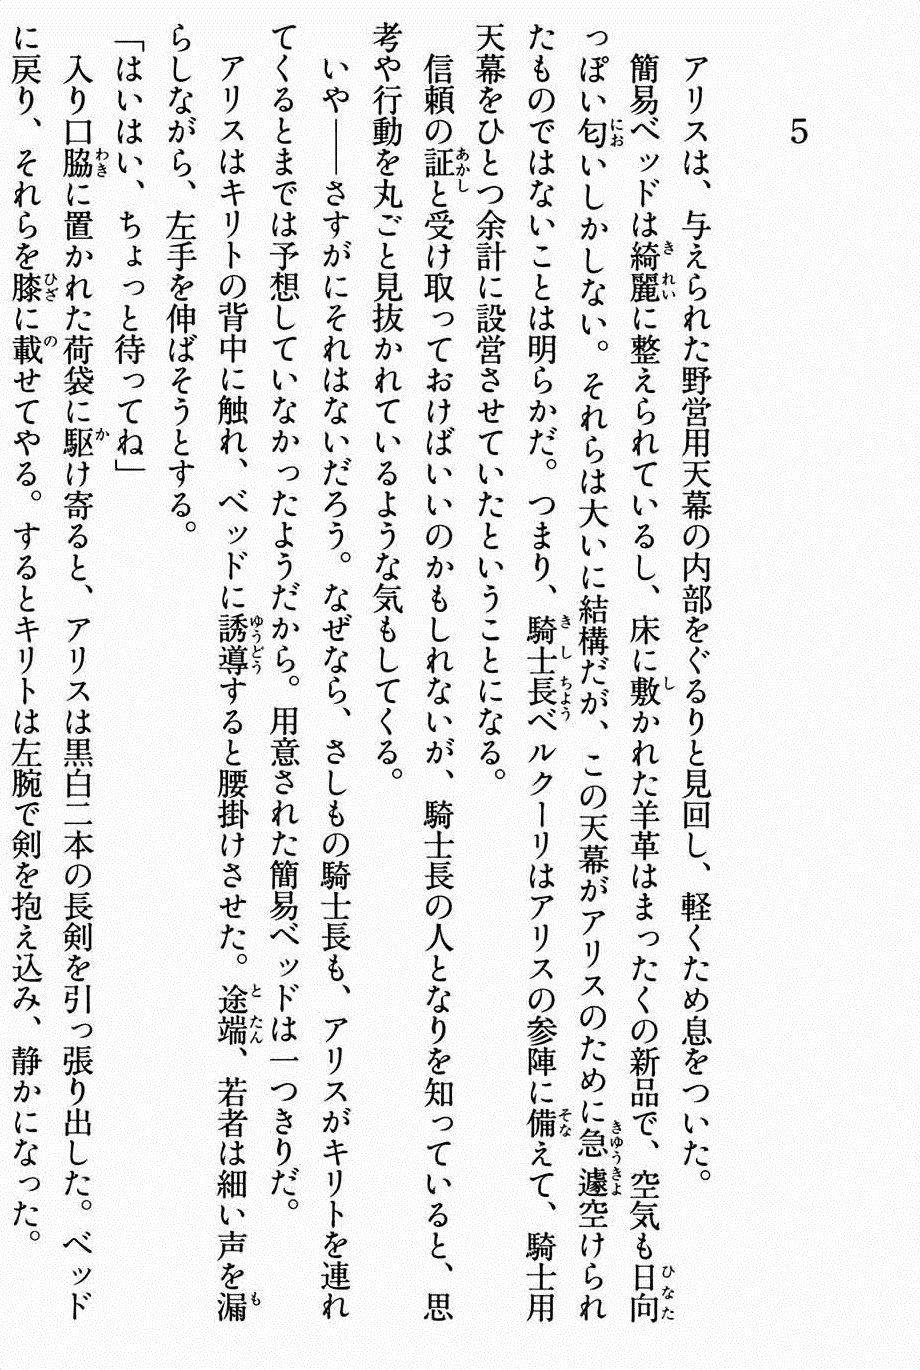 5
アリスは、与えられた野営用天幕の内部をぐるりと見回し、軽くため息をついた。
簡易ベッドは綺麗に整えられているし、床に敷かれた羊革はまったくの新品で、空気も日向
っぽい匂いしかしない。それらは大いに結構だが、この天幕がアリスのために急遽空けられ
たものではないことは明らかだ。つまり、騎士長ベルクーリはアリスの参陣に備えて、騎士用
天幕をひとつ余計に設営させていたということになる。
信頼の証と受け取っておけばいいのかもしれないが、騎士長の人となりを知っていると、思
考や行動を丸ごと見抜かれているような気もしてくる。
いや――さすがにそれはないだろう。なぜなら、さしもの騎士長も、アリスがキリトを連れ
てくるとまでは予想していなかったようだから。用意された簡易ベッドは一つきりだ。
アリスはキリトの背中に触れ、ベッドに誘導すると腰掛けさせた。途端、若者は細い声を漏
らしながら、左手を伸ばそうとする。
「はいはい、ちょっと待ってね」
入り口脇に置かれた荷袋に駆け寄ると、アリスは黒白二本の長剣を引っ張り出した。ベッド
に戻り、それらを膝に載せてやる。するとキリトは左腕で剣を抱え込み、静かになった。